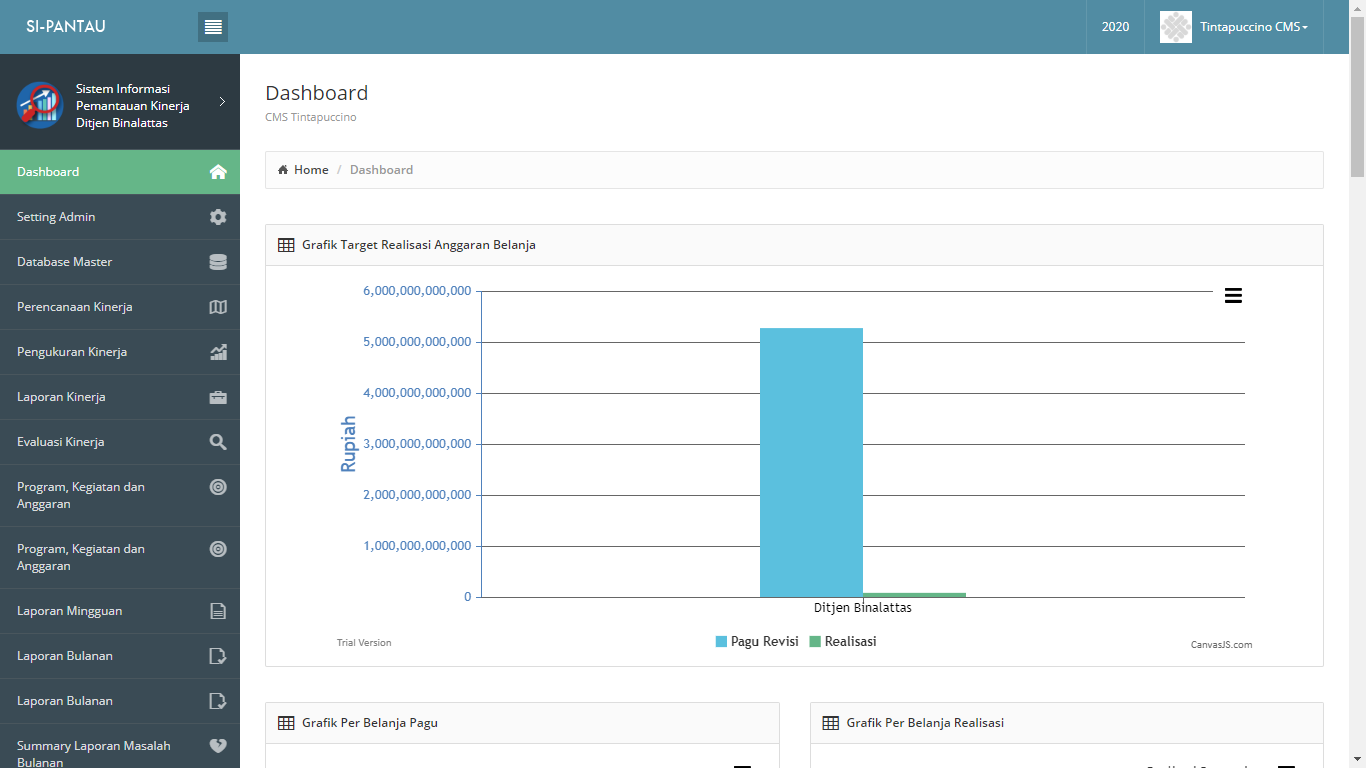 SI-PANTAU
2020
Tintapuccino CMS
Sistem Informasi
Pemantauan Kinerja
Ditjen Binalattas
Dashboard
Setting Admin
Database Master
Perencanaan Kinerja
Pengukuran Kinerja
Laporan Kinerja
Evaluasi Kinerja
Program, Kegiatan dan
Anggaran
Program, Kegiatan dan
Anggaran
Laporan Mingguan
Laporan Bulanan
Laporan Bulanan
Summary Laporan Masalah
Bulanan
Dashboard
CMS Tintapuccino
Home / Dashboard
Grafik Target Realisasi Anggaran Belanja
6,000,000,000,000
5,000,000,000,000
4,000,000,000,000
3,000,000,000,000
2,000,000,000,000
1,000,000,000,000
0
Rupiah
Ditjen Binalattas
Pagu Revisi
Realisasi
Trial Version
CanvasJS.com
Grafik Per Belanja Pagu
Grafik Per Belanja Realisasi